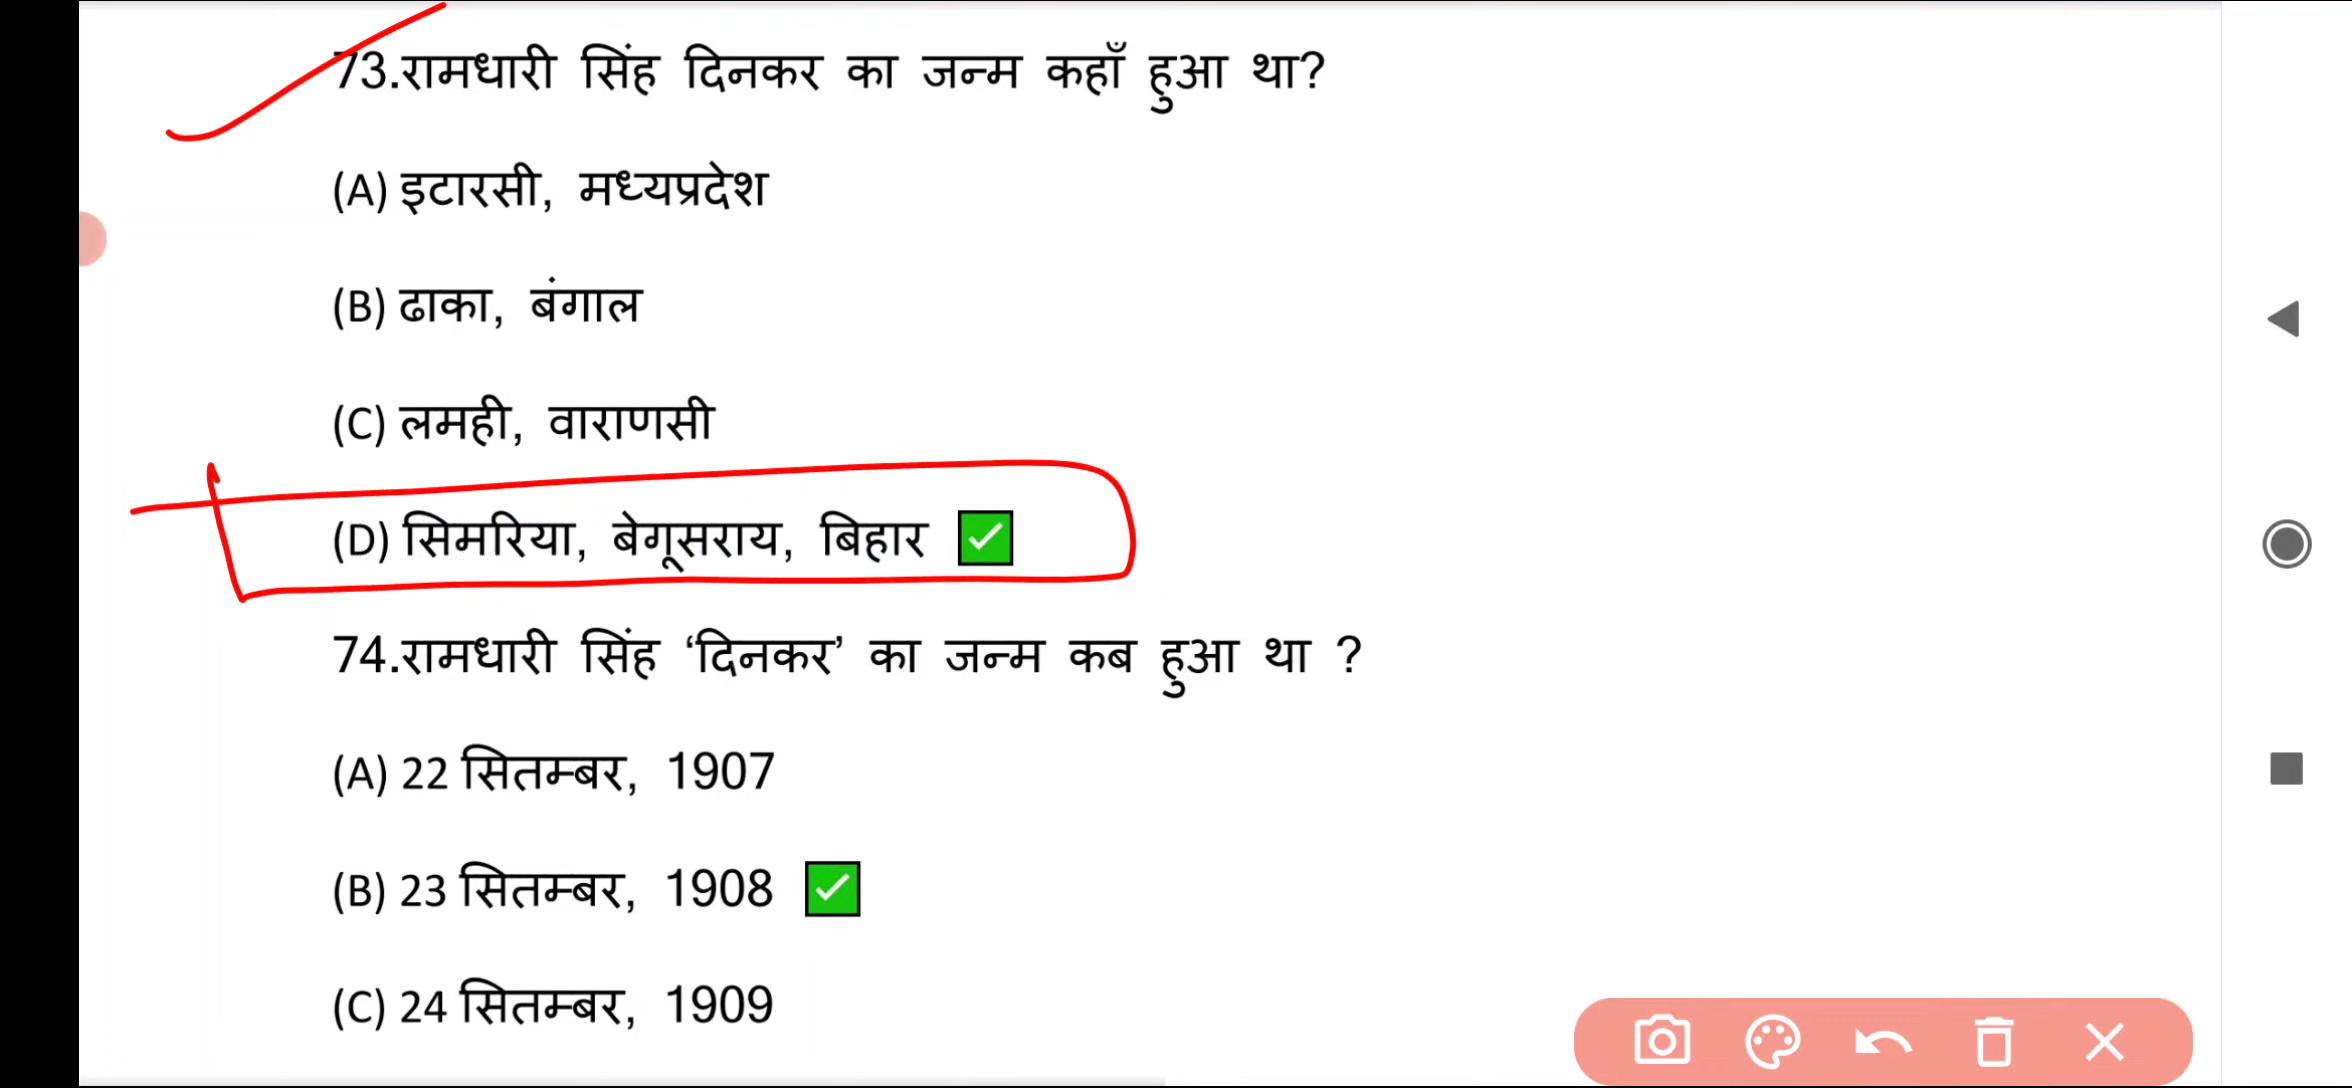 73.रामधारी सिंह दिनकर का जन्म कहाँ हुआ था?
(A) इटारसी, मध्यप्रदेश
(B) ढाका, बंगाल
(C) लमही, वाराणसी
(D) सिमरिया, बेगूसराय, बिहार
74.रामधारी सिंह ‘दिनकर’ का जन्म कब हुआ था ?
(A) 22 सितम्बर, 1907
(B) 23 सितम्बर, 1908
(C) 24 सितम्बर, 1909